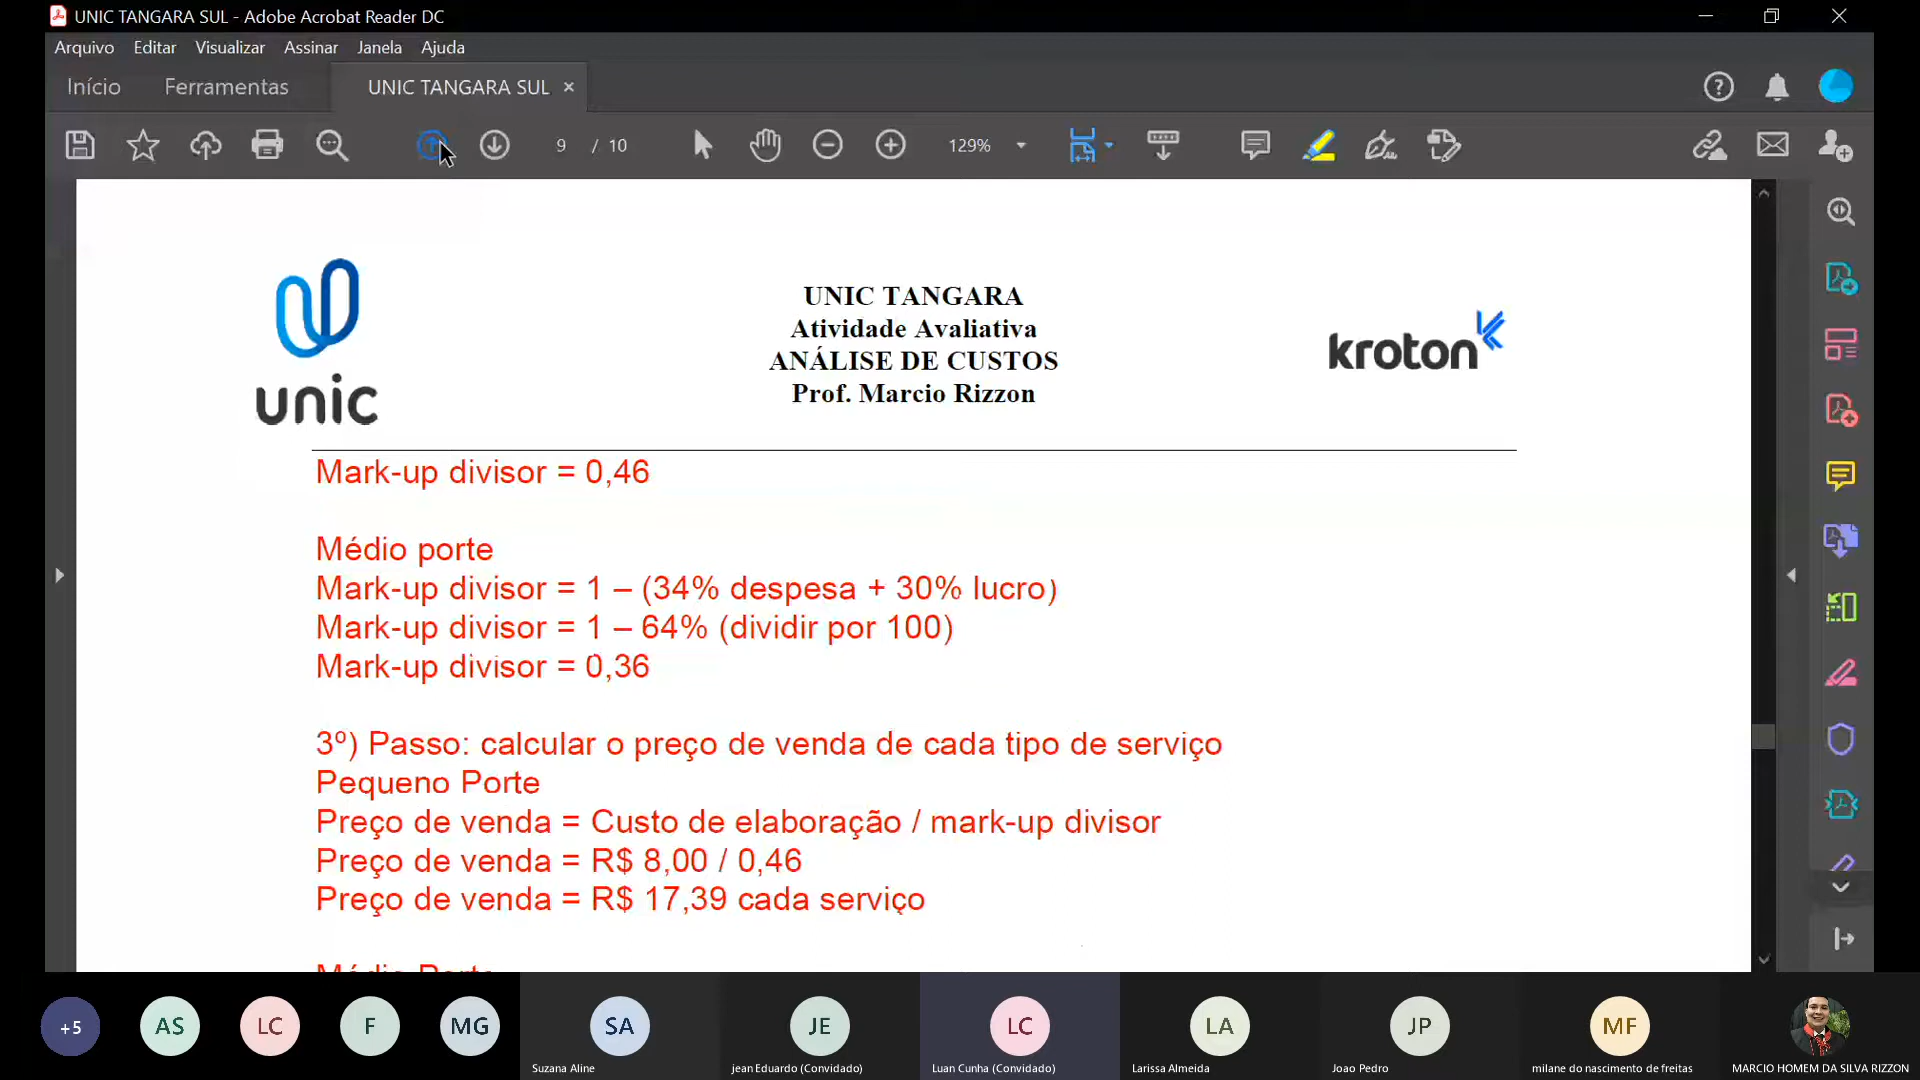 UNIC TANGARA SUL - Adobe Acrobat Reader DC
Arquivo Editar Visualizar Assinar Janela Ajuda
Início Ferramentas UNIC TANGARA SUL ×
9 / 10 129%
unic
UNIC TANGARA
Atividade Avaliativa
ANÁLISE DE CUSTOS
Prof. Marcio Rizzon
kroton
Mark-up divisor = 0,46
Médio porte
Mark-up divisor = 1 – (34% despesa + 30% lucro)
Mark-up divisor = 1 – 64% (dividir por 100)
Mark-up divisor = 0,36
3º) Passo: calcular o preço de venda de cada tipo de serviço
Pequeno Porte
Preço de venda = Custo de elaboração / mark-up divisor
Preço de venda = R$ 8,00 / 0,46
Preço de venda = R$ 17,39 cada serviço
Médio Porte
+5 AS LC F MG SA JE LC LA JP MF
Suzana Aline jean Eduardo (Convidado) Luan Cunha (Convidado) Larissa Almeida Joao Pedro milane do nascimento de freitas MARCIO HOMEM DA SILVA RIZZON